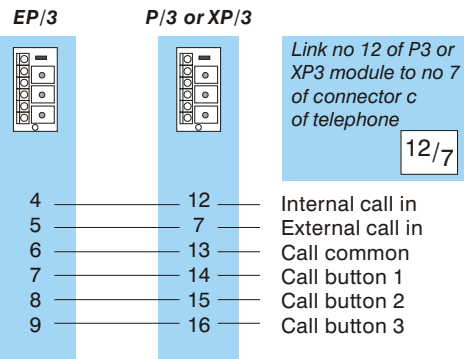 EP/3 P/3 or XP/3
Link no 12 of P3 or
XP3 module to no 7
of connector c
of telephone
12/7
4 12 Internal call in
5 7 External call in
6 13 Call common
7 14 Call button 1
8 15 Call button 2
9 16 Call button 3